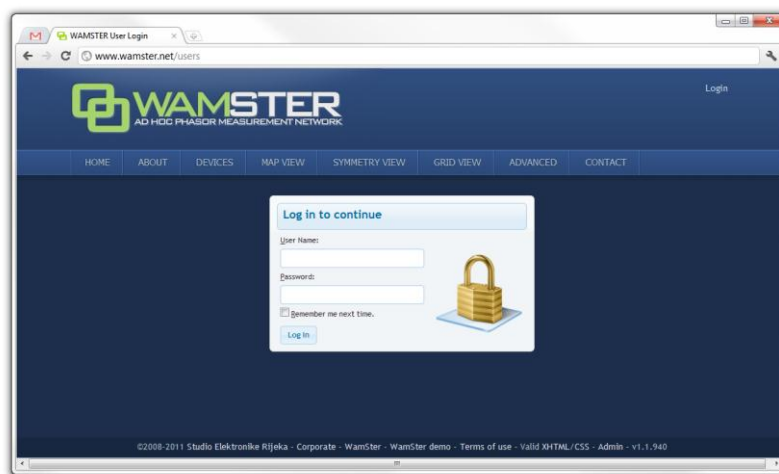 WAMSTER User Login
www.wamster.net/users
Login
WAMSTER
AD HOC PHASOR MEASUREMENT NETWORK
HOME ABOUT DEVICES MAP VIEW SYMMETRY VIEW GRID VIEW ADVANCED CONTACT
Log in to continue
User Name:
Password:
Remember me next time.
Log In
©2008-2011 Studio Elektronike Rijeka - Corporate - WamSter - WamSter demo - Terms of use - Valid XHTML/CSS - Admin - v1.1.940